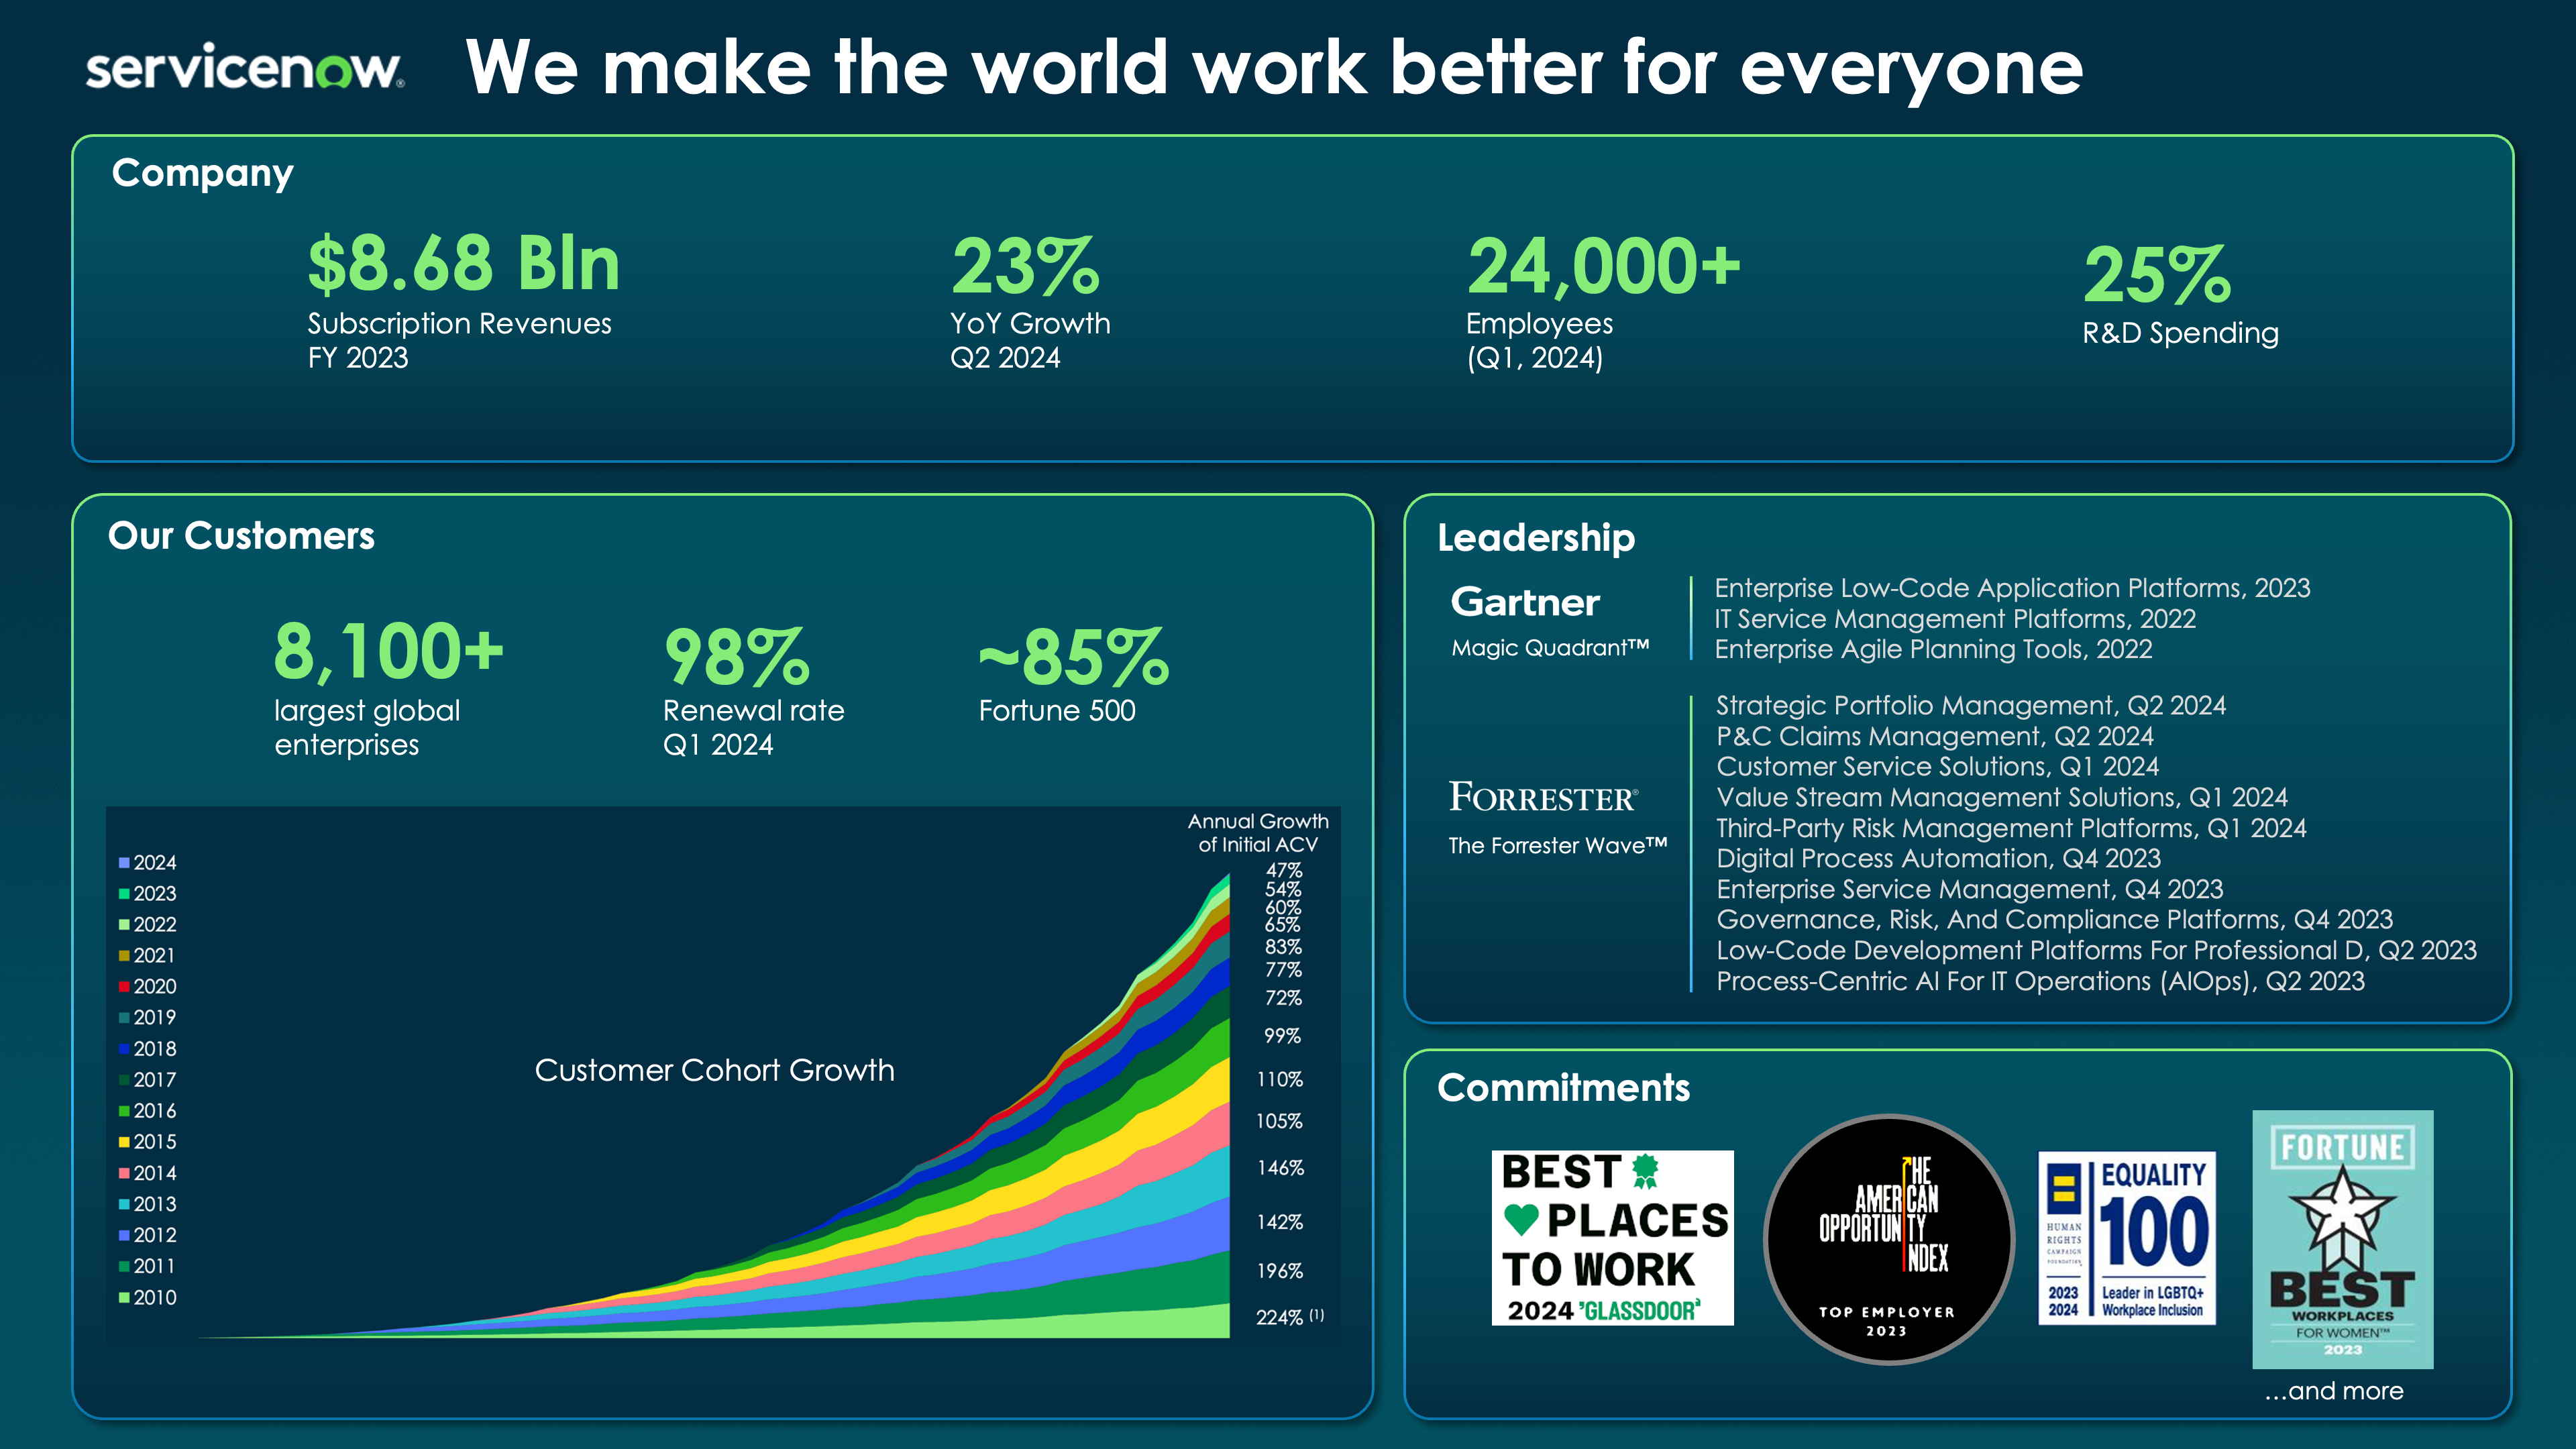 servicenow®
We make the world work better for everyone
Company
$8.68 Bln
Subscription Revenues
FY 2023
23%
YoY Growth
Q2 2024
24,000+
Employees
(Q1, 2024)
25%
R&D Spending
Our Customers
8,100+
largest global
enterprises
98%
Renewal rate
Q1 2024
~85%
Fortune 500
Annual Growth
of Initial ACV
2024
2023
2022
2021
2020
2019
2018
2017
2016
2015
2014
2013
2012
2011
2010
Customer Cohort Growth
47%
54%
60%
65%
83%
77%
72%
99%
110%
105%
146%
142%
196%
224% (1)
Leadership
Gartner
Magic Quadrant™
Enterprise Low-Code Application Platforms, 2023
IT Service Management Platforms, 2022
Enterprise Agile Planning Tools, 2022
FORRESTER®
The Forrester Wave™
Strategic Portfolio Management, Q2 2024
P&C Claims Management, Q2 2024
Customer Service Solutions, Q1 2024
Value Stream Management Solutions, Q1 2024
Third-Party Risk Management Platforms, Q1 2024
Digital Process Automation, Q4 2023
Enterprise Service Management, Q4 2023
Governance, Risk, And Compliance Platforms, Q4 2023
Low-Code Development Platforms For Professional D, Q2 2023
Process-Centric AI For IT Operations (AIOps), Q2 2023
Commitments
BEST
PLACES
TO WORK
2024 'GLASSDOOR'
THE
AMERICAN
OPPORTUNITY
INDEX
TOP EMPLOYER
2023
HUMAN
RIGHTS
CAMPAIGN
FOUNDATION
2023
2024
EQUALITY
100
Leader in LGBTQ+
Workplace Inclusion
FORTUNE
BEST
WORKPLACES
FOR WOMEN™
2023
...and more